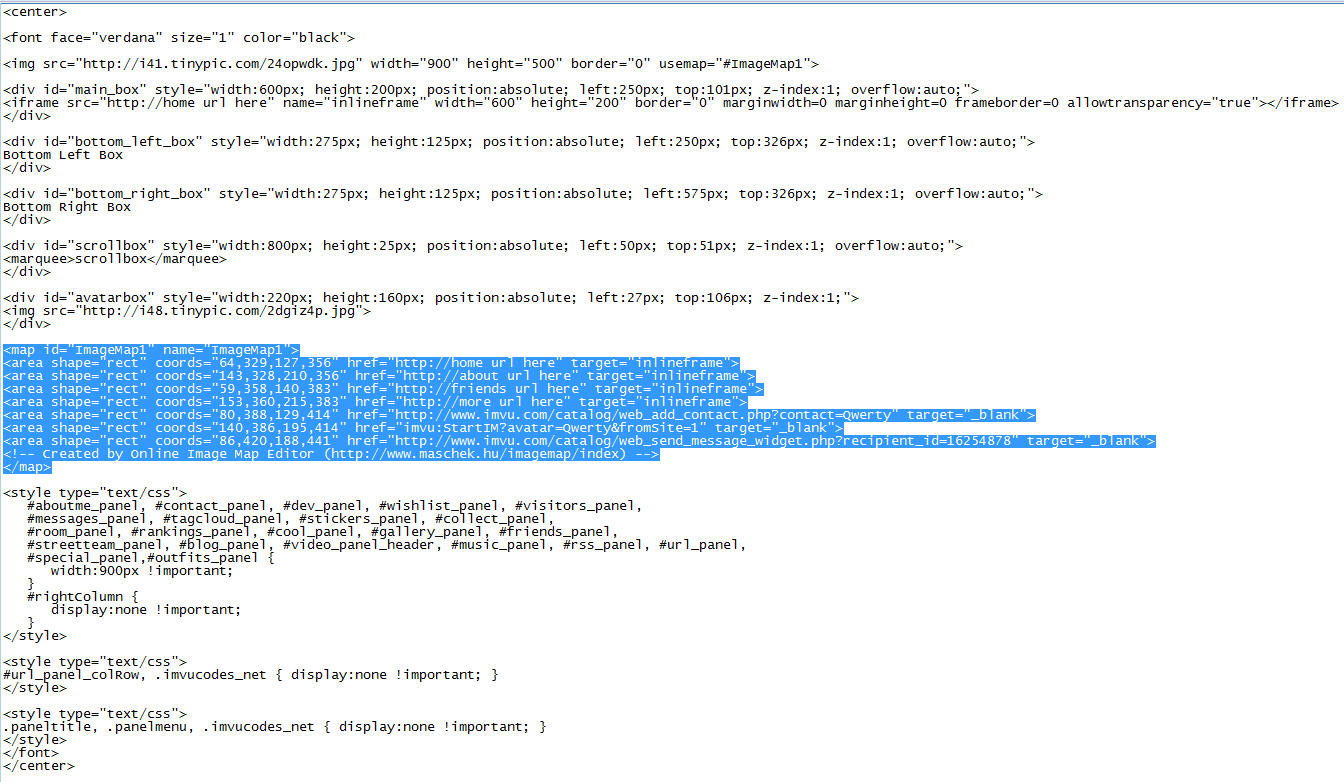 <center>
<font face="verdana" size="1" color="black">
<img src="http://i41.tinypic.com/24opwdk.jpg" width="900" height="500" border="0" usemap="#ImageMap1">
<div id="main_box" style="width:600px; height:200px; position:absolute; left:250px; top:101px; z-index:1; overflow:auto;">
<iframe src="http://home url here" name="inlineframe" width="600" height="200" border="0" marginwidth=0 marginheight=0 frameborder=0 allowtransparency="true"></iframe>
</div>
<div id="bottom_left_box" style="width:275px; height:125px; position:absolute; left:250px; top:326px; z-index:1; overflow:auto;">
Bottom Left Box
</div>
<div id="bottom_right_box" style="width:275px; height:125px; position:absolute; left:575px; top:326px; z-index:1; overflow:auto;">
Bottom Right Box
</div>
<div id="scrollbox" style="width:800px; height:25px; position:absolute; left:50px; top:51px; z-index:1; overflow:auto;">
<marquee>scrollbox</marquee>
</div>
<div id="avatarbox" style="width:220px; height:160px; position:absolute; left:27px; top:106px; z-index:1;">
<img src="http://i48.tinypic.com/2dgiz4p.jpg">
</div>
<map id="ImageMap1" name="ImageMap1">
<area shape="rect" coords="64,329,127,356" href="http://home url here" target="inlineframe">
<area shape="rect" coords="143,328,210,356" href="http://about url here" target="inlineframe">
<area shape="rect" coords="59,358,140,383" href="http://friends url here" target="inlineframe">
<area shape="rect" coords="153,360,215,383" href="http://more url here" target="inlineframe">
<area shape="rect" coords="80,388,129,414" href="http://www.imvu.com/catalog/web_add_contact.php?contact=Qwerty" target="_blank">
<area shape="rect" coords="140,386,195,414" href="imvu:StartIM?avatar=Qwerty&fromSite=1" target="_blank">
<area shape="rect" coords="86,420,188,441" href="http://www.imvu.com/catalog/web_send_message_widget.php?recipient_id=16254878" target="_blank">
<!-- Created by Online Image Map Editor (http://www.maschek.hu/imagemap/index) -->
</map>
<style type="text/css">
#aboutme_panel, #contact_panel, #dev_panel, #wishlist_panel, #visitors_panel,
#messages_panel, #tagcloud_panel, #stickers_panel, #collect_panel,
#room_panel, #rankings_panel, #cool_panel, #gallery_panel, #friends_panel,
#streetteam_panel, #blog_panel, #video_panel_header, #music_panel, #rss_panel, #url_panel,
#special_panel,#outfits_panel {
width:900px !important;
}
#rightColumn {
display:none !important;
}
</style>
<style type="text/css">
#url_panel_colRow, .imvucodes_net { display:none !important; }
</style>
<style type="text/css">
.paneltitle, .panelmenu, .imvucodes_net { display:none !important; }
</style>
</font>
</center>